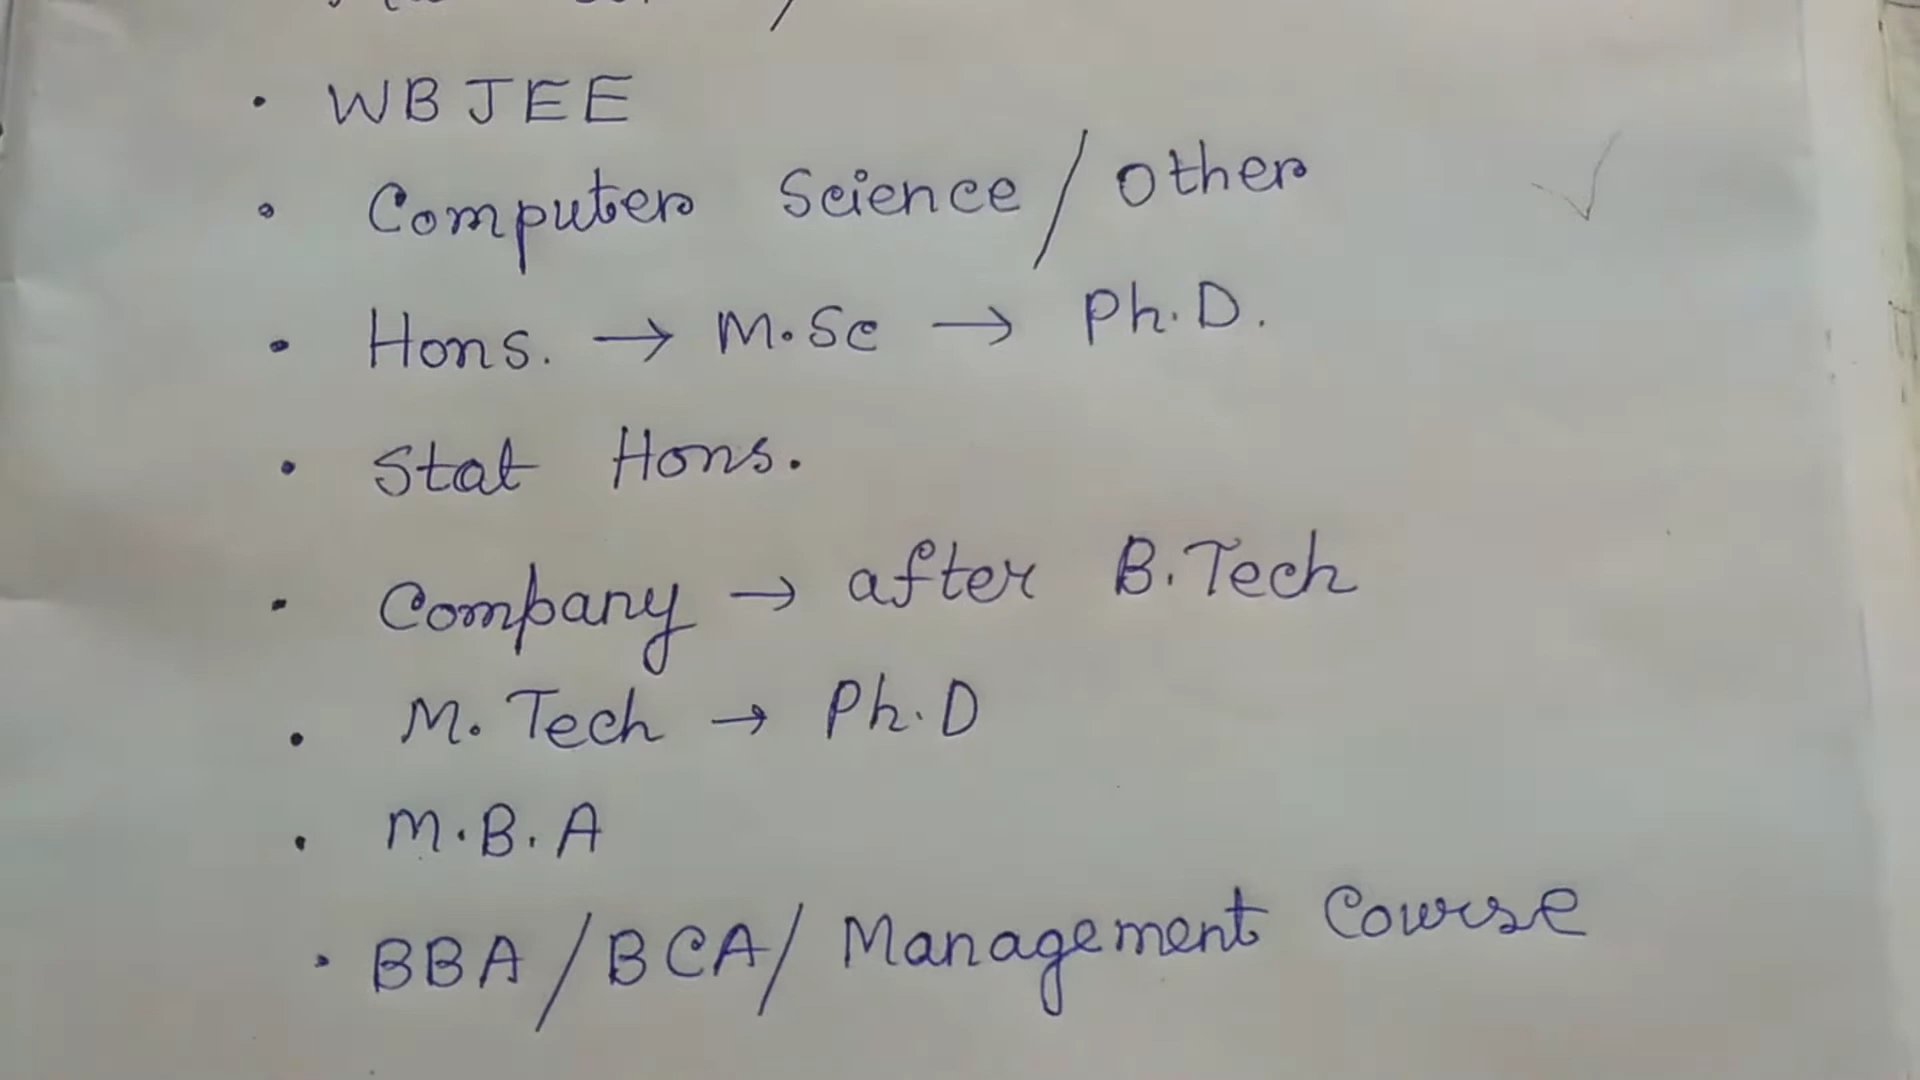 • WBJEE
• Computer Science / Other
• Hons. → M.Sc → Ph.D.
• Stat Hons.
• Company → after B.Tech
• M. Tech → Ph.D
• M.B.A
• BBA / BCA / Management Course